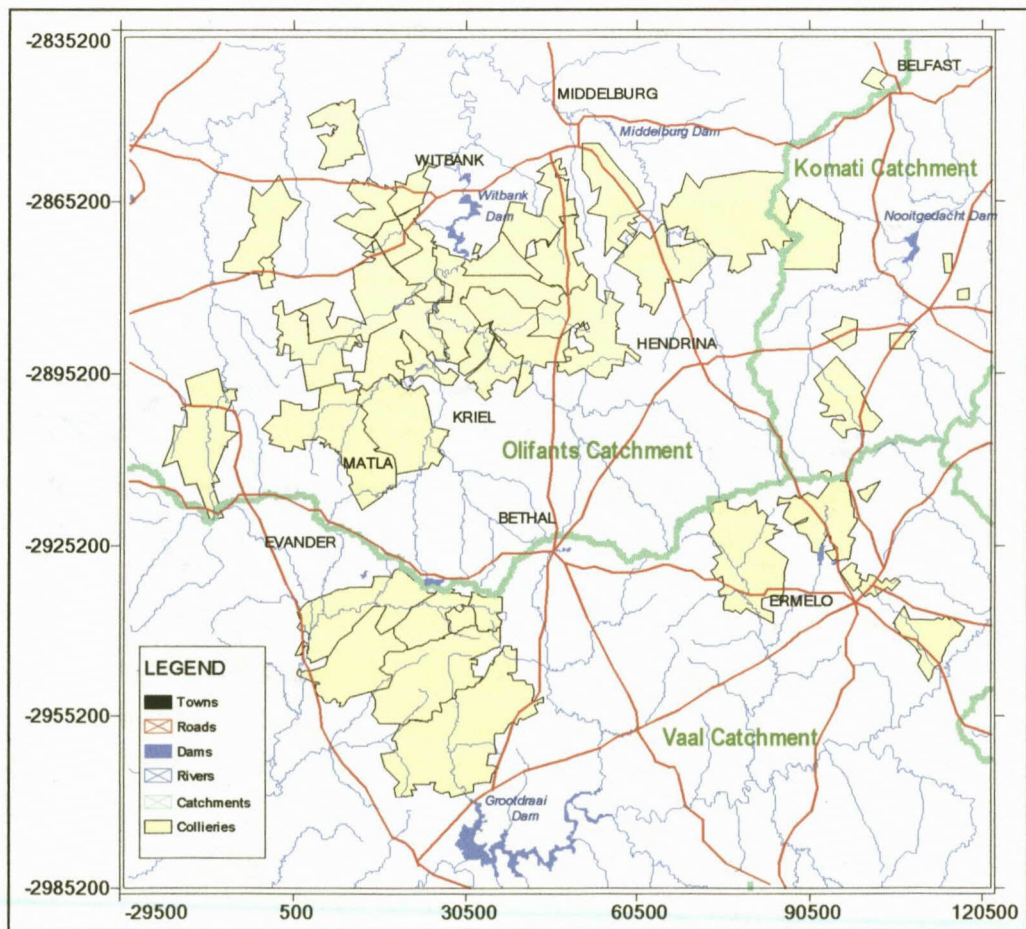 -2835200
-2865200
-2895200
-2925200
-2955200
-2985200
-29500
500
30500
60500
90500
120500
BELFAST
MIDDELBURG
Middelburg Dam
WITBANK
Komati Catchment
Witbank
Dam
Nooitgedacht Dam
HENDRINA
KRIEL
Olifants Catchment
MATLA
BETHAL
EVANDER
ERMELO
Vaal Catchment
Grootdraai
Dam
LEGEND
Towns
Roads
Dams
Rivers
Catchments
Collieries